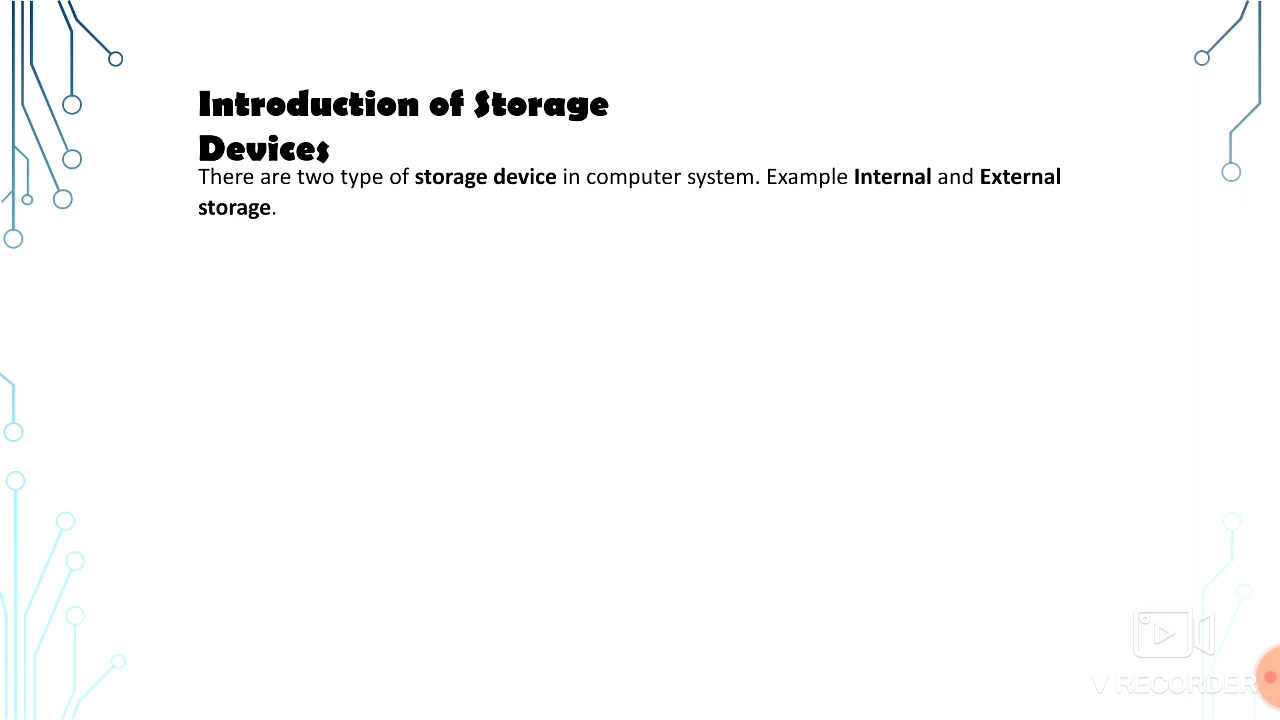 Introduction of Storage
Devices
There are two type of storage device in computer system. Example Internal and External
storage.
V RECORDER